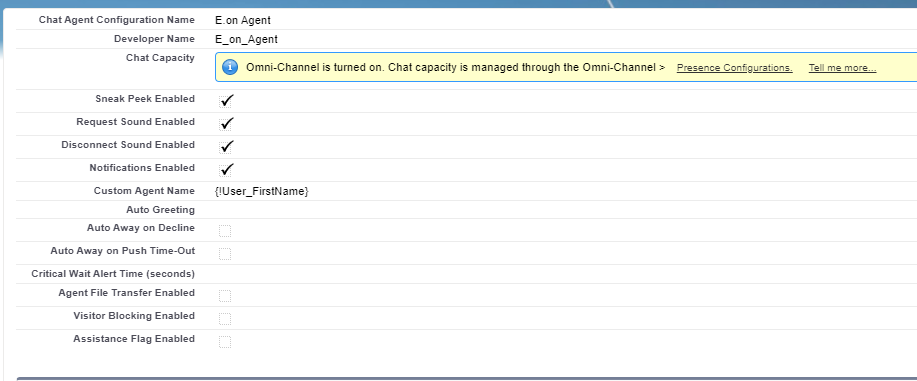 Chat Agent Configuration Name E.on Agent
Developer Name E_on_Agent
Chat Capacity
Omni-Channel is turned on. Chat capacity is managed through the Omni-Channel > Presence Configurations. Tell me more...
Sneak Peek Enabled
Request Sound Enabled
Disconnect Sound Enabled
Notifications Enabled
Custom Agent Name {!User_FirstName}
Auto Greeting
Auto Away on Decline
Auto Away on Push Time-Out
Critical Wait Alert Time (seconds)
Agent File Transfer Enabled
Visitor Blocking Enabled
Assistance Flag Enabled